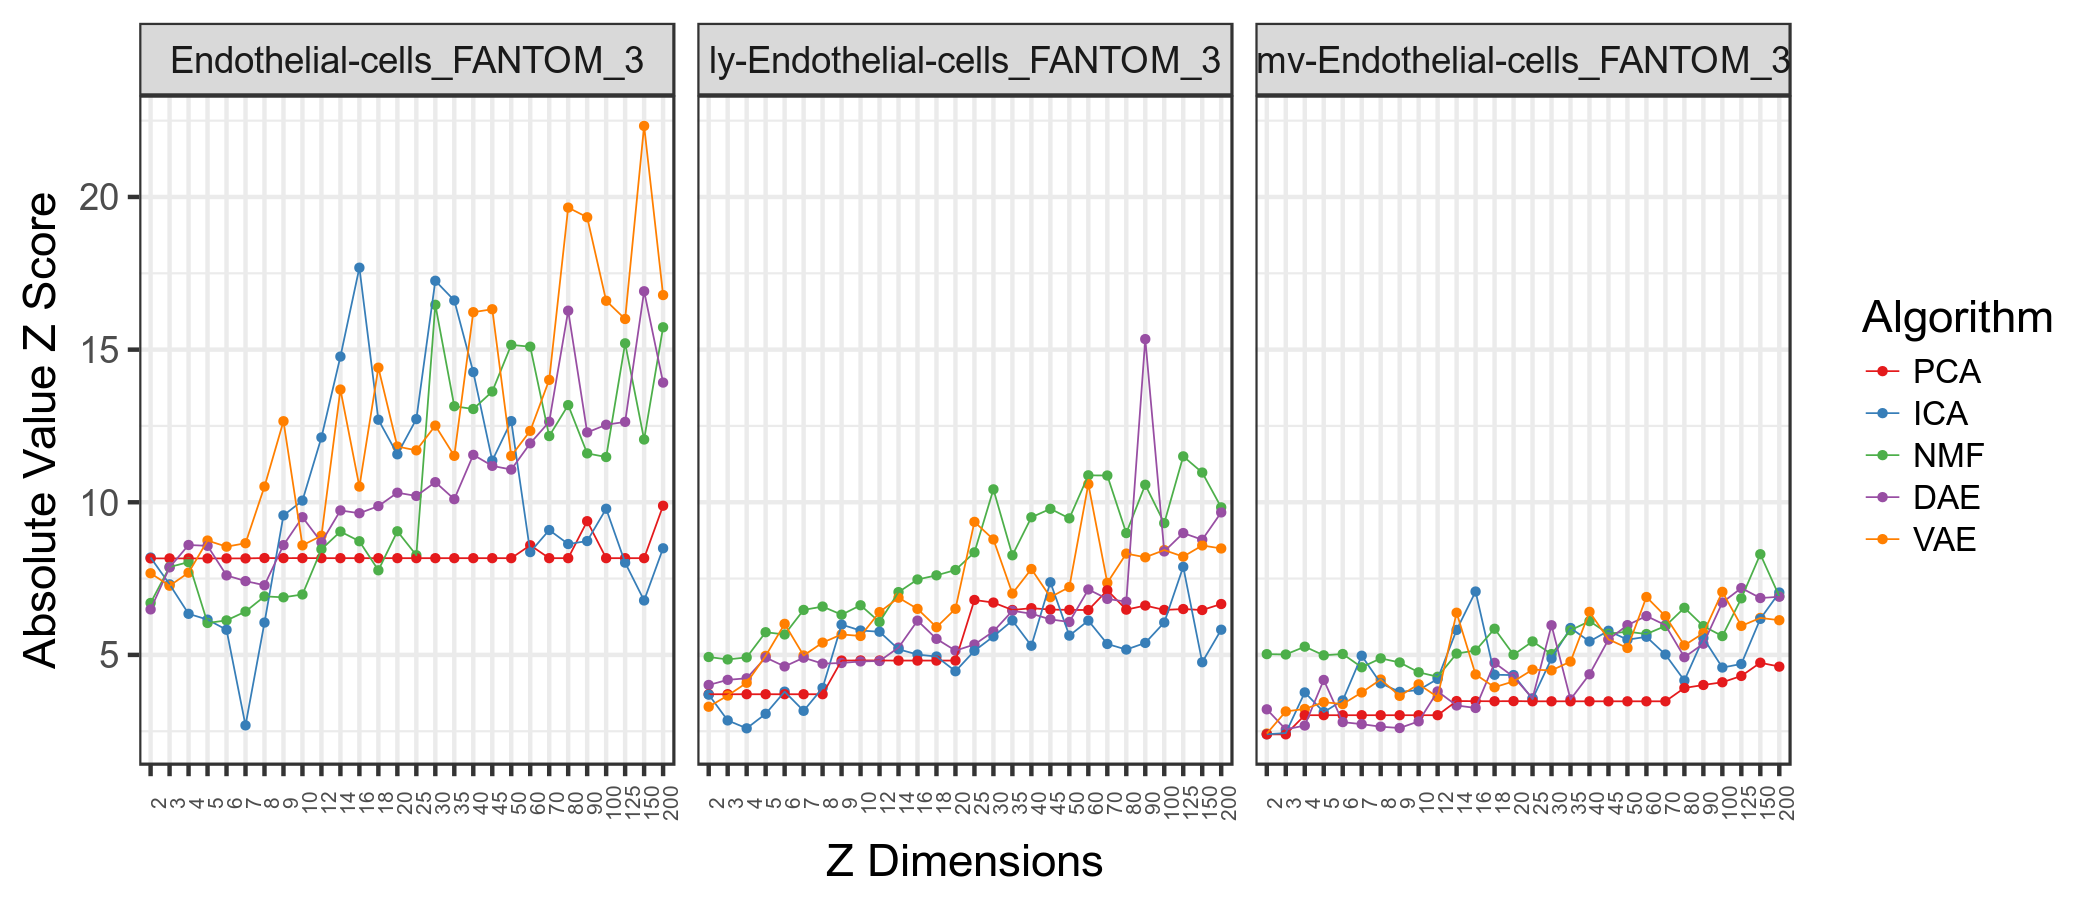 Endothelial-cells_FANTOM_3
ly-Endothelial-cells_FANTOM_3
mv-Endothelial-cells_FANTOM_3
Absolute Value Z Score
20
15
10
5
2 3 4 5 6 7 8 9 10 12 14 16 18 20 25 30 35 40 45 50 60 70 80 90 100 125 150 200
2 3 4 5 6 7 8 9 10 12 14 16 18 20 25 30 35 40 45 50 60 70 80 90 100 125 150 200
2 3 4 5 6 7 8 9 10 12 14 16 18 20 25 30 35 40 45 50 60 70 80 90 100 125 150 200
Z Dimensions
Algorithm
PCA
ICA
NMF
DAE
VAE